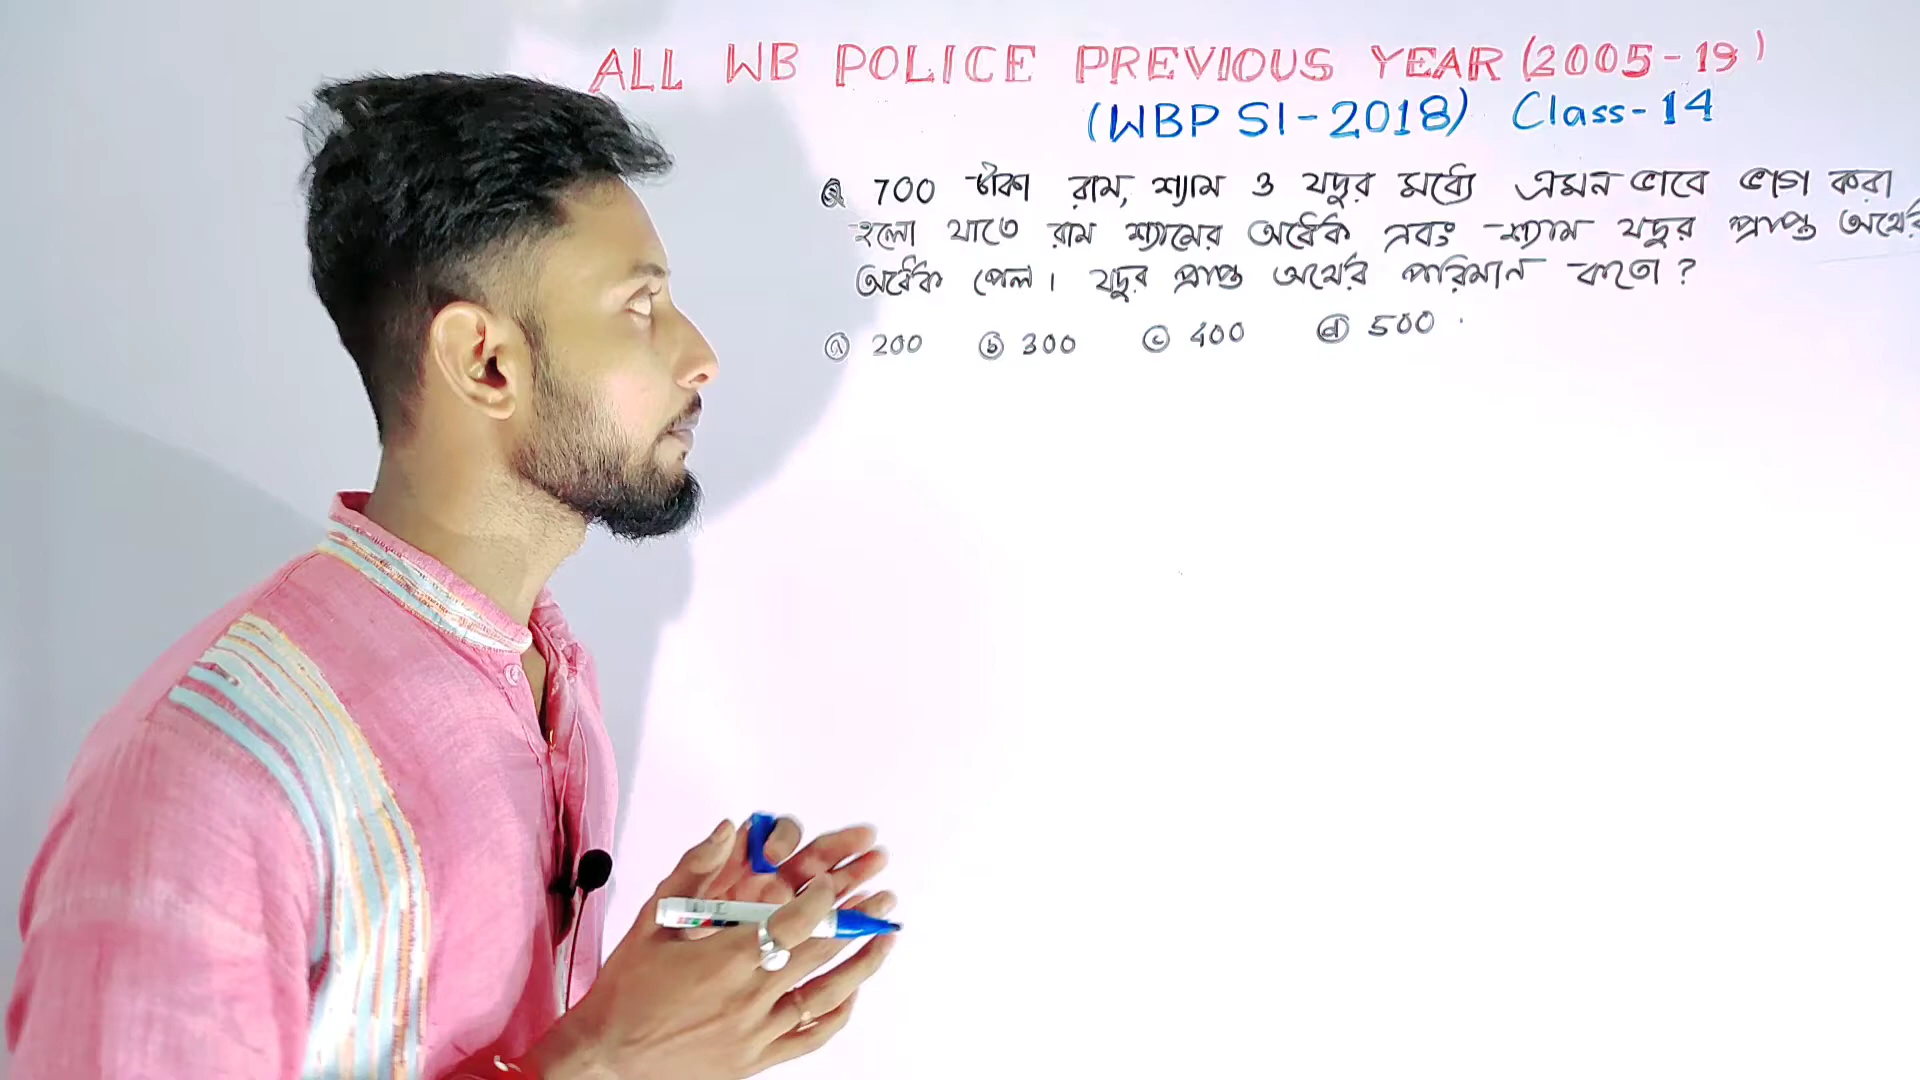 ALL WB POLICE PREVIOUS YEAR (2005-19)
(WBP SI-2018) Class-14
Q 700 টাকা রাম, শ্যাম ও যদুর মধ্যে এমন ভাবে ভাগ করা
হলো যাতে রাম শ্যামের অর্ধেক এবং শ্যাম যদুর প্রাপ্ত অর্থের
অর্ধেক পেল। যদুর প্রাপ্ত অর্থের পরিমান কতো?
ⓐ 200 ⓑ 300 ⓒ 400 ⓓ 500